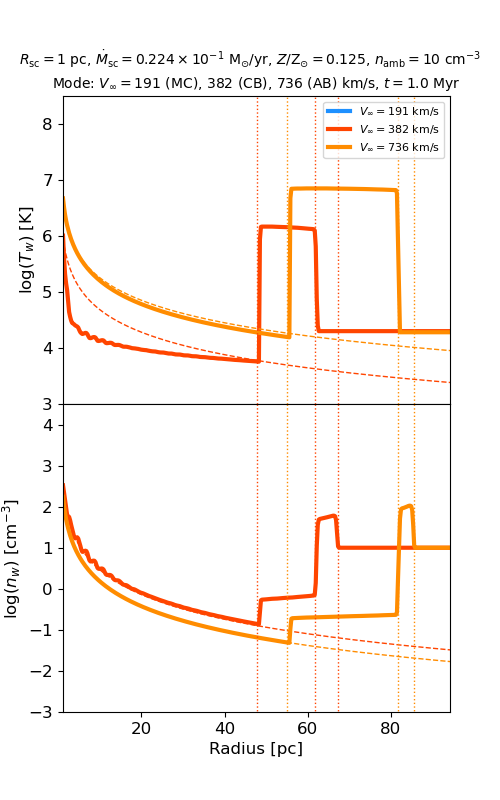 R_sc = 1 pc, Ṁ_sc = 0.224 × 10⁻¹ M_⊙/yr, Z/Z_⊙ = 0.125, n_amb = 10 cm⁻³
Mode: V_∞ = 191 (MC), 382 (CB), 736 (AB) km/s, t = 1.0 Myr
V_∞ = 191 km/s
V_∞ = 382 km/s
V_∞ = 736 km/s
log(T_w) [K]
8
7
6
5
4
3
log(n_w) [cm⁻³]
4
3
2
1
0
−1
−2
−3
20 40 60 80
Radius [pc]